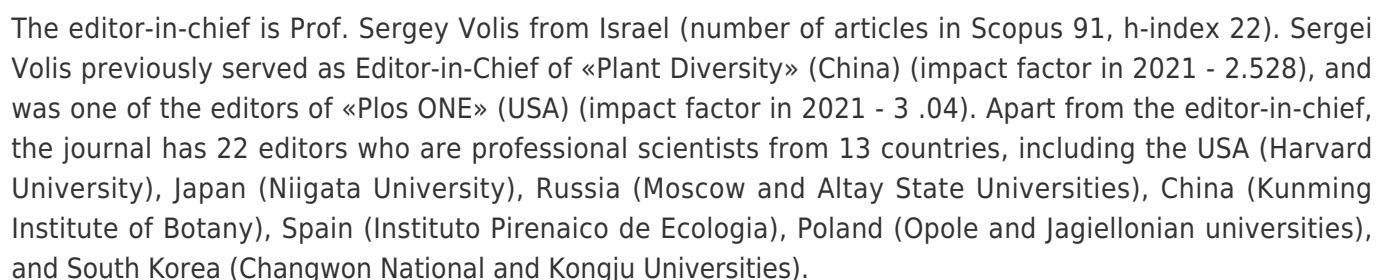 The editor-in-chief is Prof. Sergey Volis from Israel (number of articles in Scopus 91, h-index 22). Sergei
Volis previously served as Editor-in-Chief of «Plant Diversity» (China) (impact factor in 2021 - 2.528), and
was one of the editors of «Plos ONE» (USA) (impact factor in 2021 - 3 .04). Apart from the editor-in-chief,
the journal has 22 editors who are professional scientists from 13 countries, including the USA (Harvard
University), Japan (Niigata University), Russia (Moscow and Altay State Universities), China (Kunming
Institute of Botany), Spain (Instituto Pirenaico de Ecologia), Poland (Opole and Jagiellonian universities),
and South Korea (Changwon National and Kongju Universities).